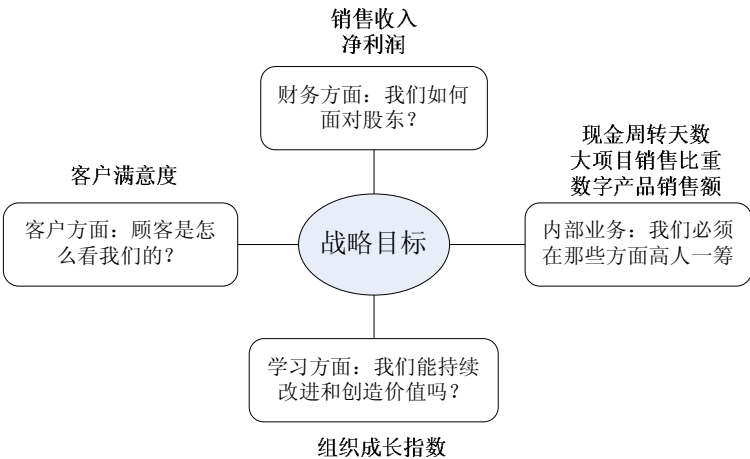 销售收入
净利润
财务方面：我们如何
面对股东？
现金周转天数
大项目销售比重
数字产品销售额
客户满意度
客户方面：顾客是怎
么看我们的？
战略目标
内部业务：我们必须
在那些方面高人一筹
学习方面：我们能持续
改进和创造价值吗？
组织成长指数